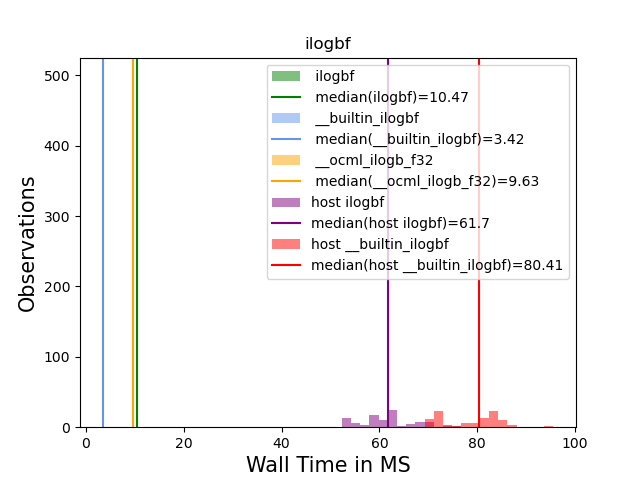 ilogbf
500
400
300
200
100
0
Observations
ilogbf
median(ilogbf)=10.47
__builtin_ilogbf
median(__builtin_ilogbf)=3.42
__ocml_ilogb_f32
median(__ocml_ilogb_f32)=9.63
host ilogbf
median(host ilogbf)=61.7
host __builtin_ilogbf
median(host __builtin_ilogbf)=80.41
0 20 40 60 80 100
Wall Time in MS